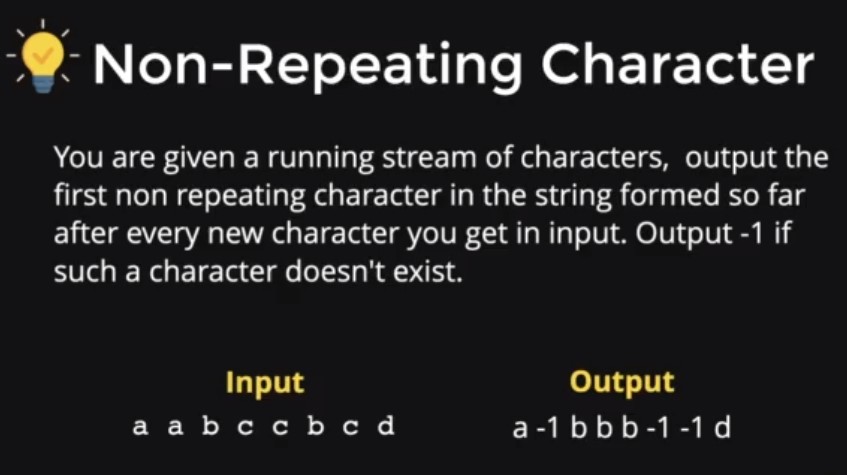 Non-Repeating Character
You are given a running stream of characters, output the
first non repeating character in the string formed so far
after every new character you get in input. Output -1 if
such a character doesn't exist.
Input Output
a a b c c b c d a -1 b b b -1 -1 d